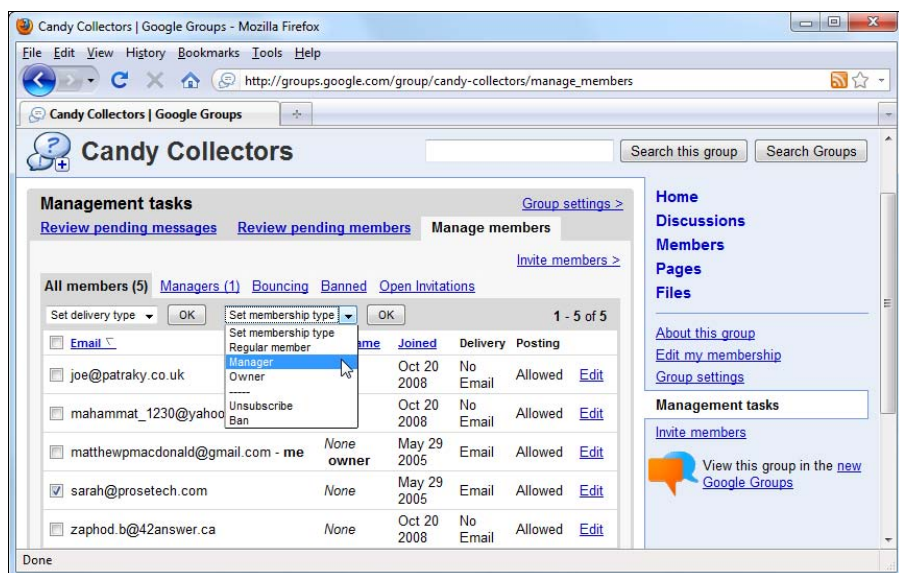 Candy Collectors | Google Groups - Mozilla Firefox
File Edit View History Bookmarks Tools Help
http://groups.google.com/group/candy-collectors/manage_members
Candy Collectors | Google Groups
Candy Collectors
Search this group Search Groups
Management tasks
Group settings >
Review pending messages Review pending members Manage members
Invite members >
All members (5) Managers (1) Bouncing Banned Open Invitations
Set delivery type OK Set membership type OK 1 - 5 of 5
Set membership type
Regular member
Manager
Owner
-----
Unsubscribe
Ban
Email Joined Delivery Posting
joe@patraky.co.uk Oct 20 2008 No Email Allowed Edit
mahammat_1230@yahoo Oct 20 2008 No Email Allowed Edit
matthewpmacdonald@gmail.com - me None owner May 29 2005 Email Allowed Edit
sarah@prosetech.com None May 29 2005 Email Allowed Edit
zaphod.b@42answer.ca None Oct 20 2008 No Email Allowed Edit
Home
Discussions
Members
Pages
Files
About this group
Edit my membership
Group settings
Management tasks
Invite members
View this group in the new
Google Groups
Done